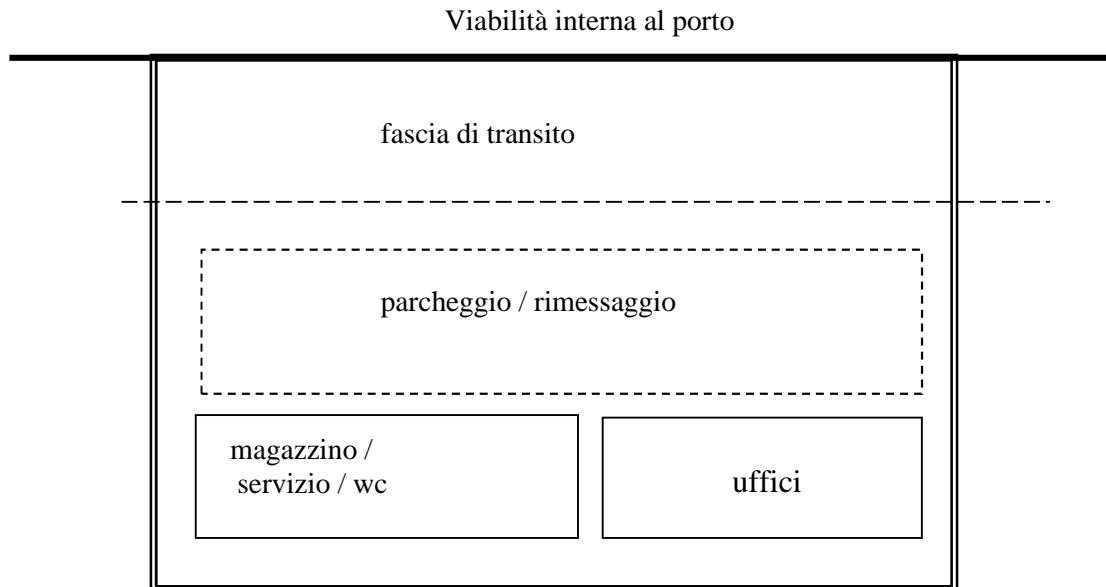 Viabilità interna al porto
fascia di transito
parcheggio / rimessaggio
magazzino /
servizio / wc
uffici